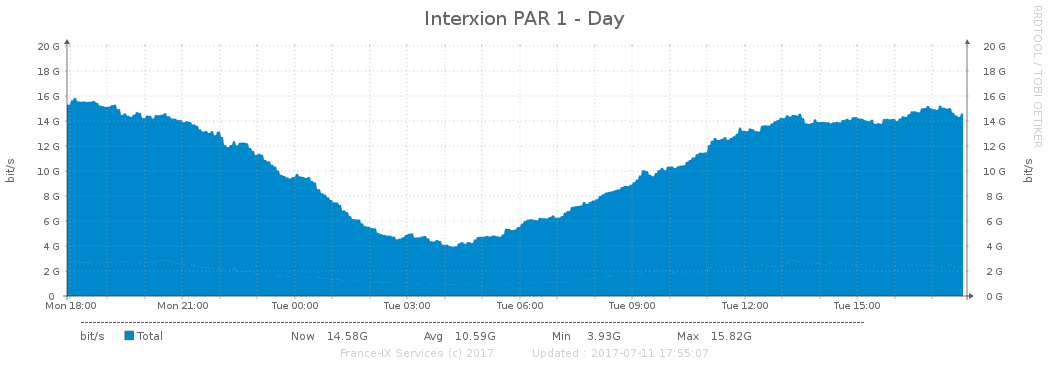 Interxion PAR 1 - Day
RRDTOOL / TOBI OETIKER
bit/s
20 G
18 G
16 G
14 G
12 G
10 G
8 G
6 G
4 G
2 G
0
20 G
18 G
16 G
14 G
12 G
10 G
8 G
6 G
4 G
2 G
0 G
bit/s
Mon 18:00 Mon 21:00 Tue 00:00 Tue 03:00 Tue 06:00 Tue 09:00 Tue 12:00 Tue 15:00
bit/s Total Now 14.58G Avg 10.59G Min 3.93G Max 15.82G
France-IX Services (c) 2017 Updated : 2017-07-11 17:55:07